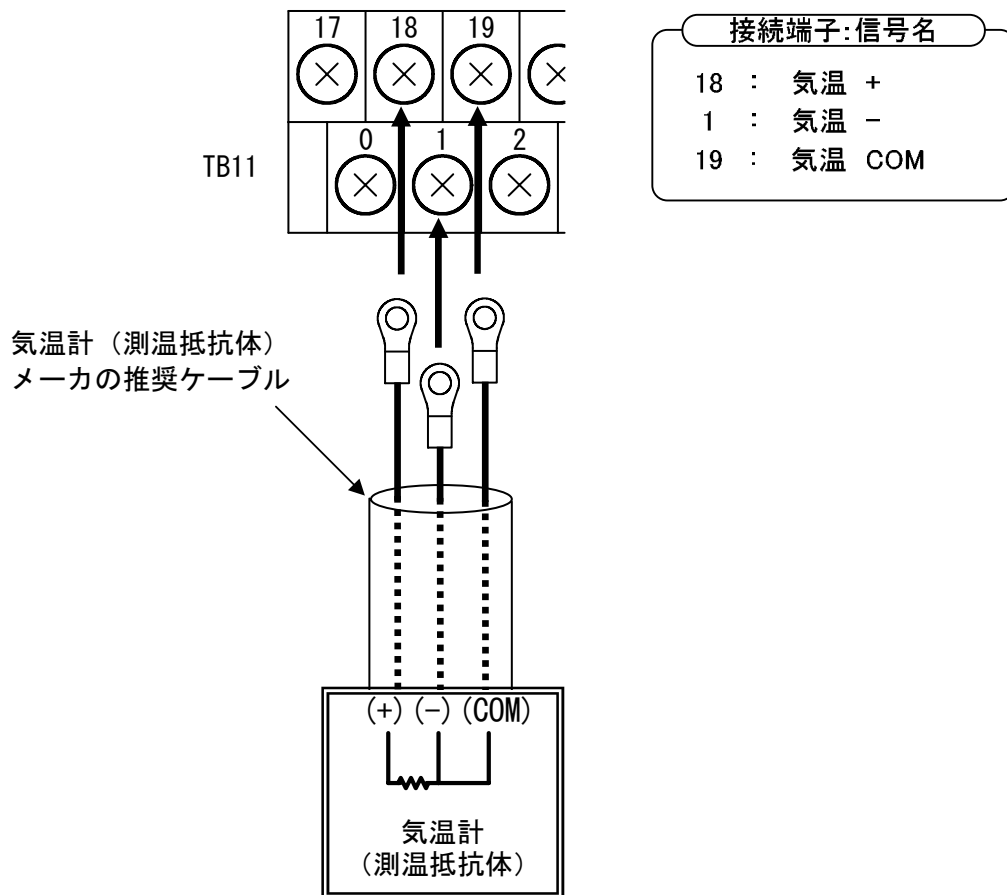 17 18 19
接続端子:信号名
18 : 気温 +
1 : 気温 -
19 : 気温 COM
TB11
0 1 2
気温計（測温抵抗体）
メーカの推奨ケーブル
(+) (-) (COM)
気温計
（測温抵抗体）